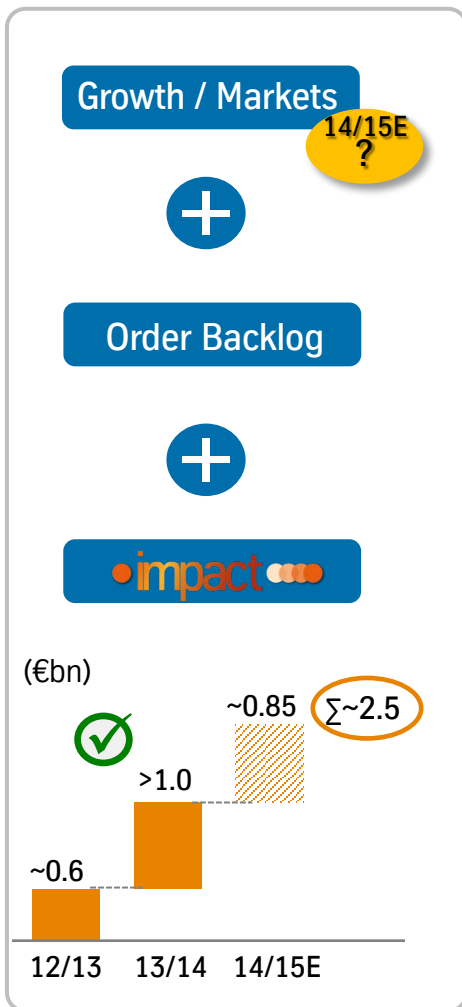 Growth / Markets
14/15E
?
+
Order Backlog
+
impact
(€bn)
~0.85
∑~2.5
>1.0
~0.6
12/13 13/14 14/15E